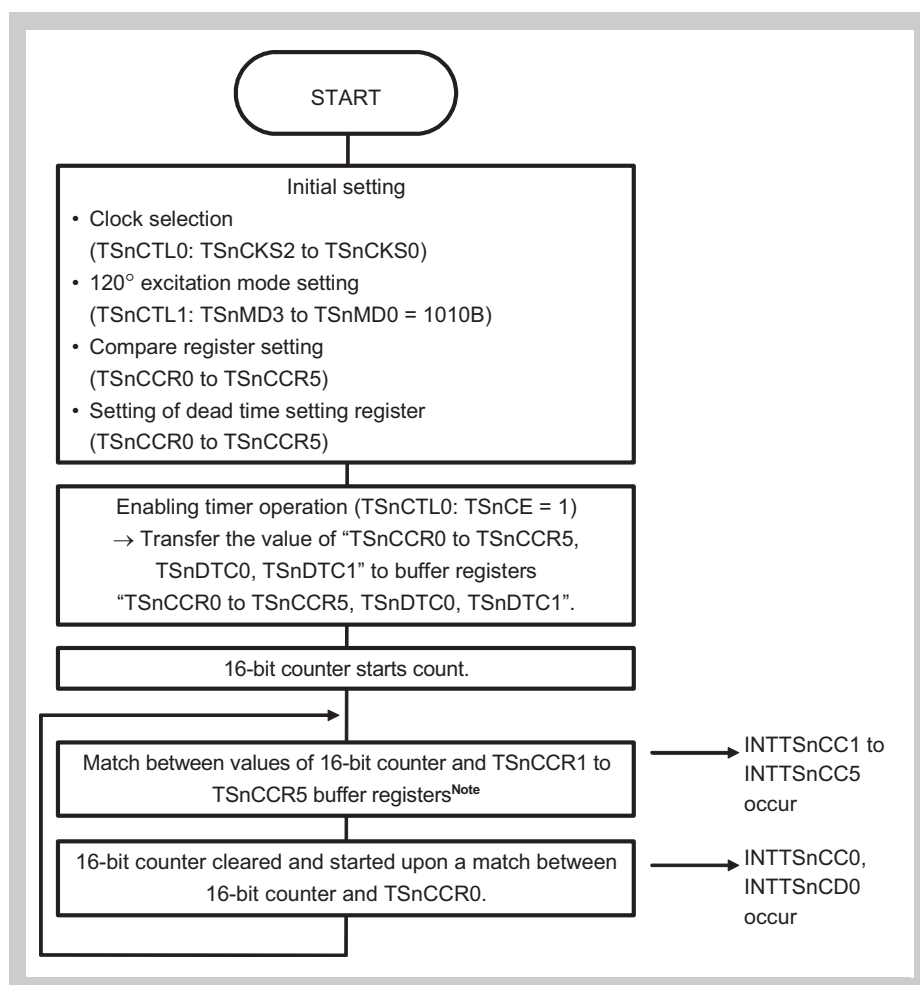 START
Initial setting
• Clock selection
(TSnCTL0: TSnCKS2 to TSnCKS0)
• 120° excitation mode setting
(TSnCTL1: TSnMD3 to TSnMD0 = 1010B)
• Compare register setting
(TSnCCR0 to TSnCCR5)
• Setting of dead time setting register
(TSnCCR0 to TSnCCR5)
Enabling timer operation (TSnCTL0: TSnCE = 1)
→ Transfer the value of “TSnCCR0 to TSnCCR5,
TSnDTC0, TSnDTC1” to buffer registers
“TSnCCR0 to TSnCCR5, TSnDTC0, TSnDTC1”.
16-bit counter starts count.
Match between values of 16-bit counter and TSnCCR1 to
TSnCCR5 buffer registersNote
INTTSnCC1 to
INTTSnCC5
occur
16-bit counter cleared and started upon a match between
16-bit counter and TSnCCR0.
INTTSnCC0,
INTTSnCD0
occur